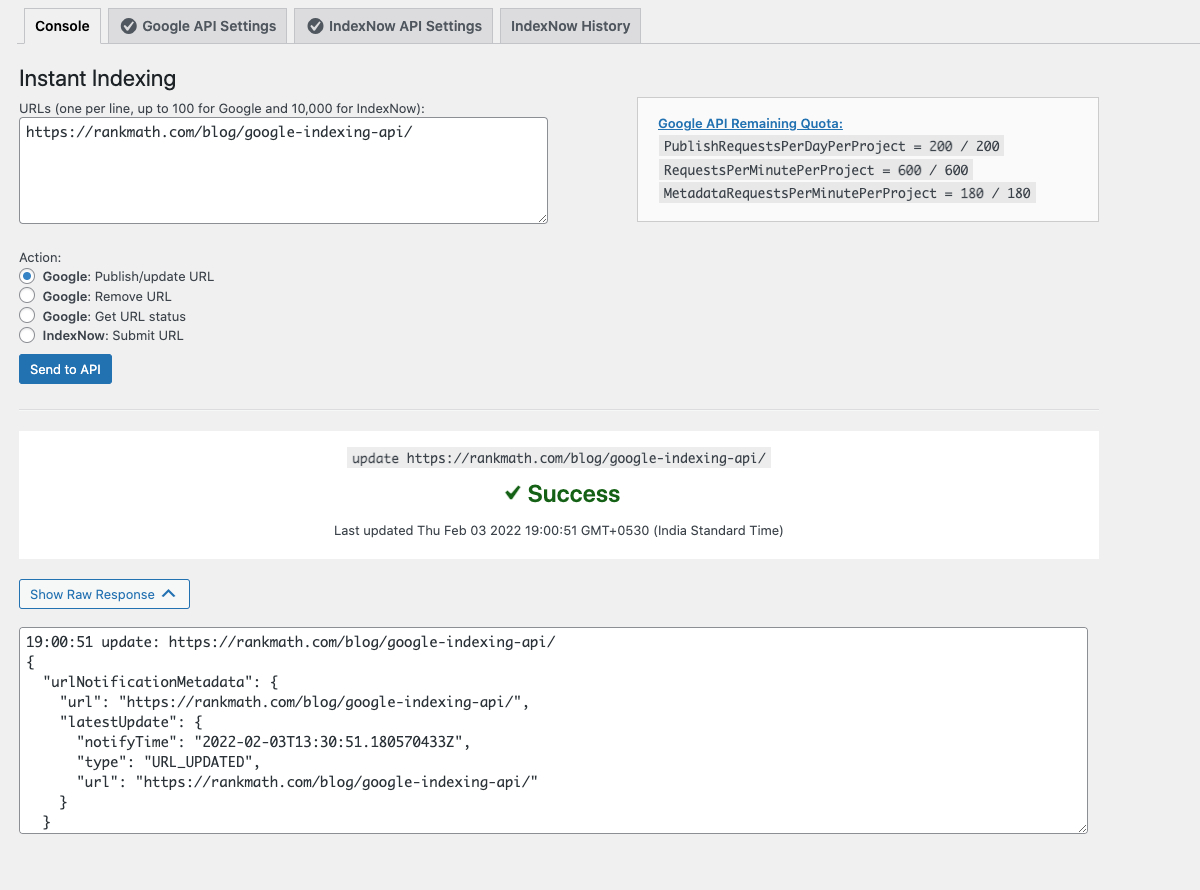 Console
Google API Settings
IndexNow API Settings
IndexNow History
Instant Indexing
URLs (one per line, up to 100 for Google and 10,000 for IndexNow):
https://rankmath.com/blog/google-indexing-api/
Google API Remaining Quota:
PublishRequestsPerDayPerProject = 200 / 200
RequestsPerMinutePerProject = 600 / 600
MetadataRequestsPerMinutePerProject = 180 / 180
Action:
Google: Publish/update URL
Google: Remove URL
Google: Get URL status
IndexNow: Submit URL
Send to API
update https://rankmath.com/blog/google-indexing-api/
Success
Last updated Thu Feb 03 2022 19:00:51 GMT+0530 (India Standard Time)
Show Raw Response
19:00:51 update: https://rankmath.com/blog/google-indexing-api/
{
  "urlNotificationMetadata": {
    "url": "https://rankmath.com/blog/google-indexing-api/",
    "latestUpdate": {
      "notifyTime": "2022-02-03T13:30:51.180570433Z",
      "type": "URL_UPDATED",
      "url": "https://rankmath.com/blog/google-indexing-api/"
    }
  }